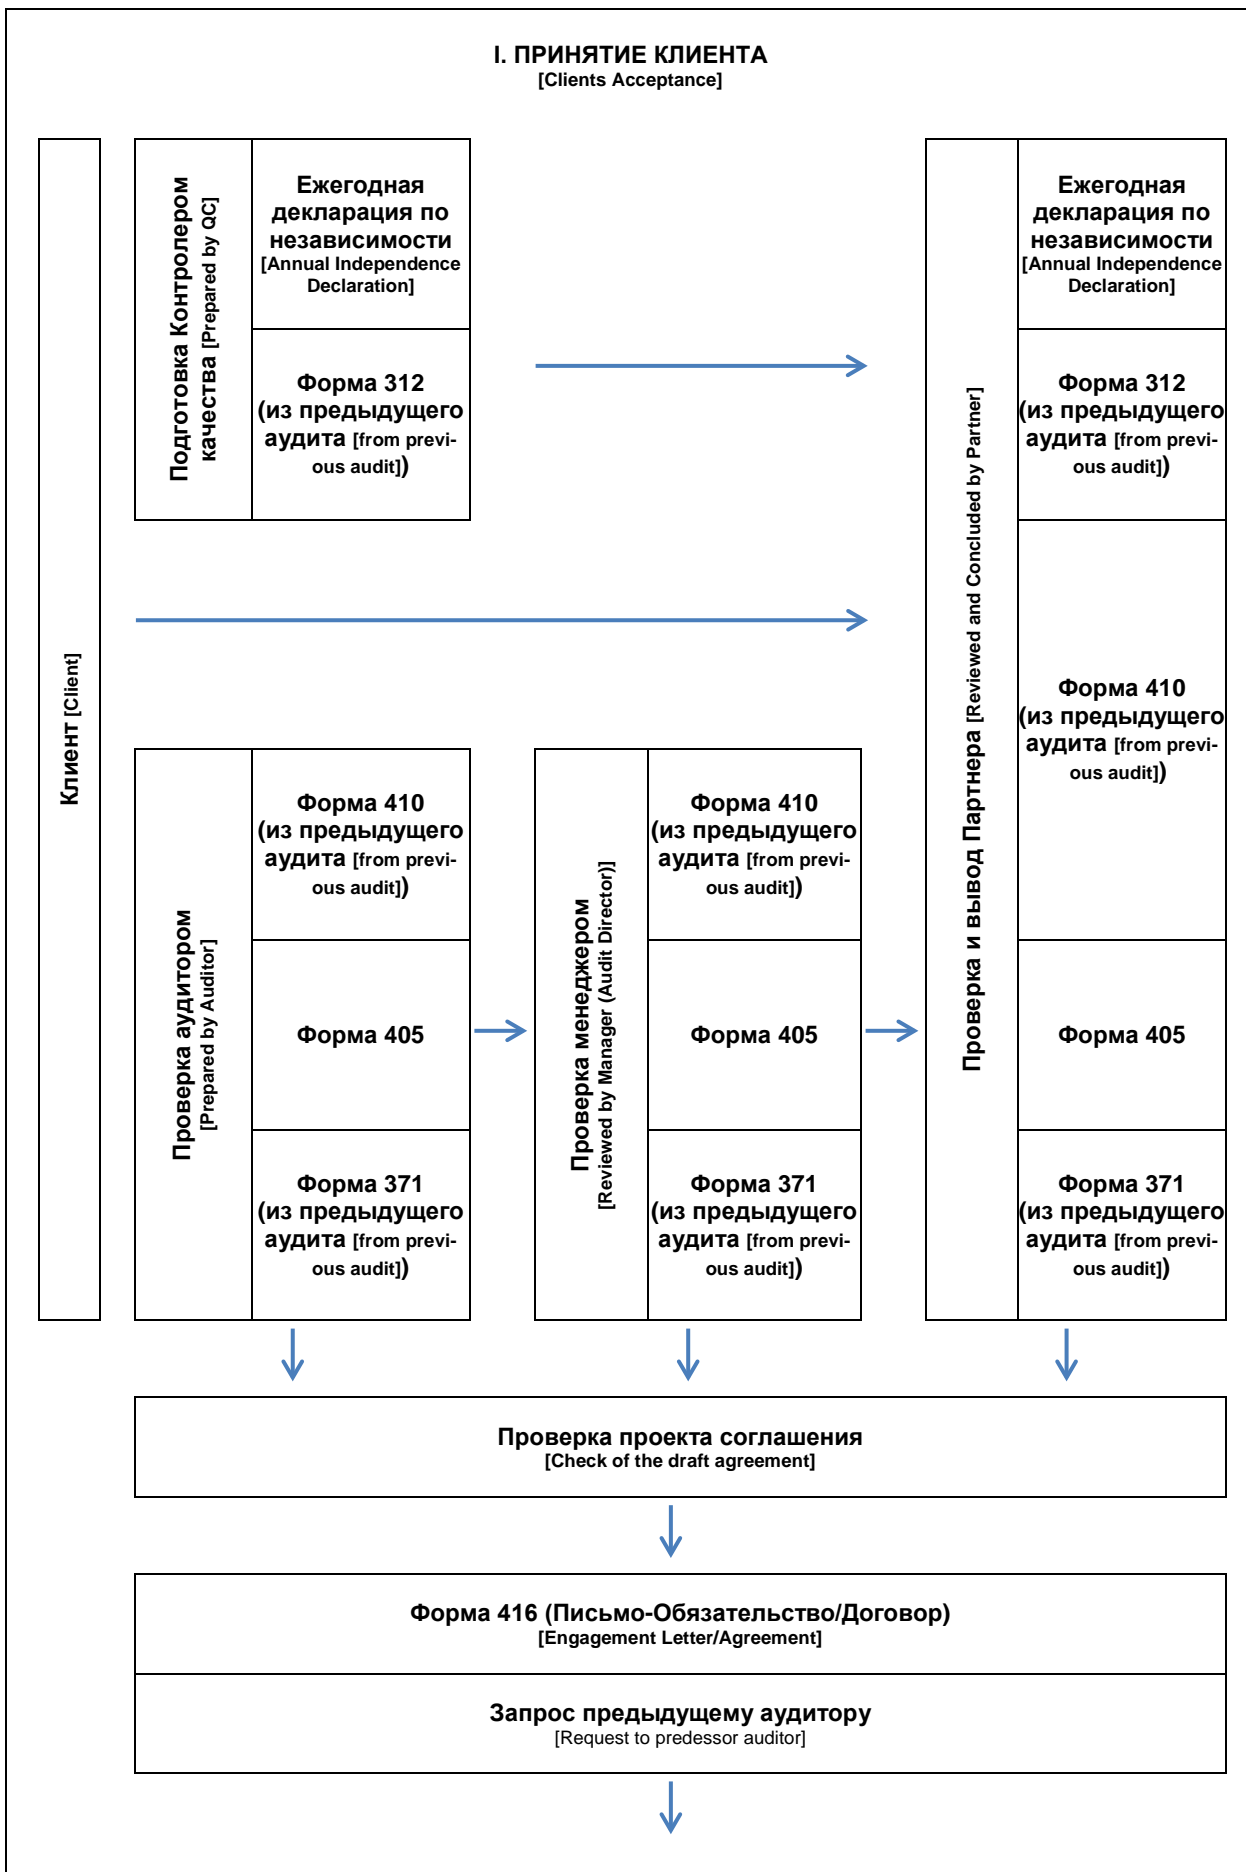 I. ПРИНЯТИЕ КЛИЕНТА
[Clients Acceptance]
Клиент [Client]
Подготовка Контролером
качества [Prepared by QC]
Ежегодная
декларация по
независимости
[Annual Independence
Declaration]
Форма 312
(из предыдущего
аудита [from previ-
ous audit])
Проверка аудитором
[Prepared by Auditor]
Форма 410
(из предыдущего
аудита [from previ-
ous audit])
Форма 405
Форма 371
(из предыдущего
аудита [from previ-
ous audit])
Проверка менеджером
[Reviewed by Manager (Audit Director)]
Форма 410
(из предыдущего
аудита [from previ-
ous audit])
Форма 405
Форма 371
(из предыдущего
аудита [from previ-
ous audit])
Проверка и вывод Партнера [Reviewed and Concluded by Partner]
Ежегодная
декларация по
независимости
[Annual Independence
Declaration]
Форма 312
(из предыдущего
аудита [from previ-
ous audit])
Форма 410
(из предыдущего
аудита [from previ-
ous audit])
Форма 405
Форма 371
(из предыдущего
аудита [from previ-
ous audit])
Проверка проекта соглашения
[Check of the draft agreement]
Форма 416 (Письмо-Обязательство/Договор)
[Engagement Letter/Agreement]
Запрос предыдущему аудитору
[Request to predessor auditor]